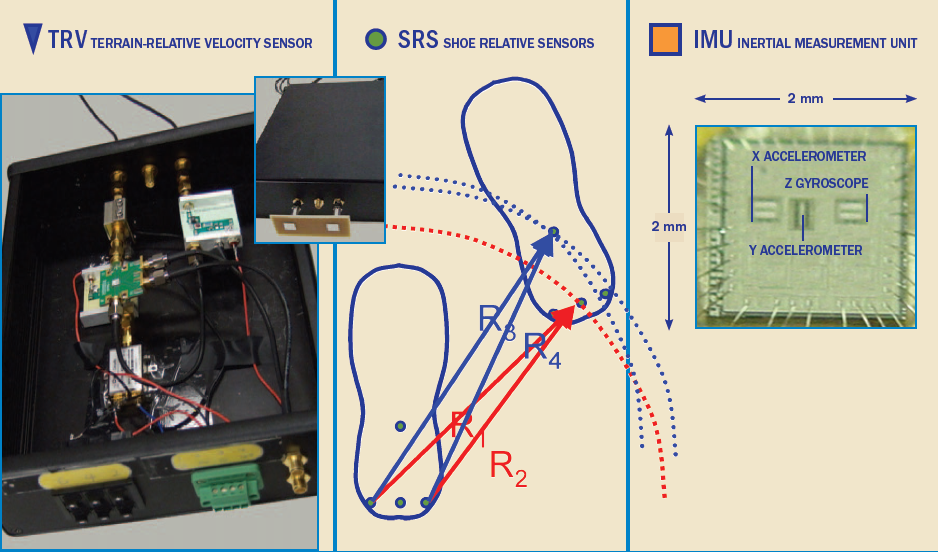 TRV TERRAIN-RELATIVE VELOCITY SENSOR
SRS SHOE RELATIVE SENSORS
IMU INERTIAL MEASUREMENT UNIT
2 mm
X ACCELEROMETER
Z GYROSCOPE
2 mm
Y ACCELEROMETER
R3
R4
R1
R2